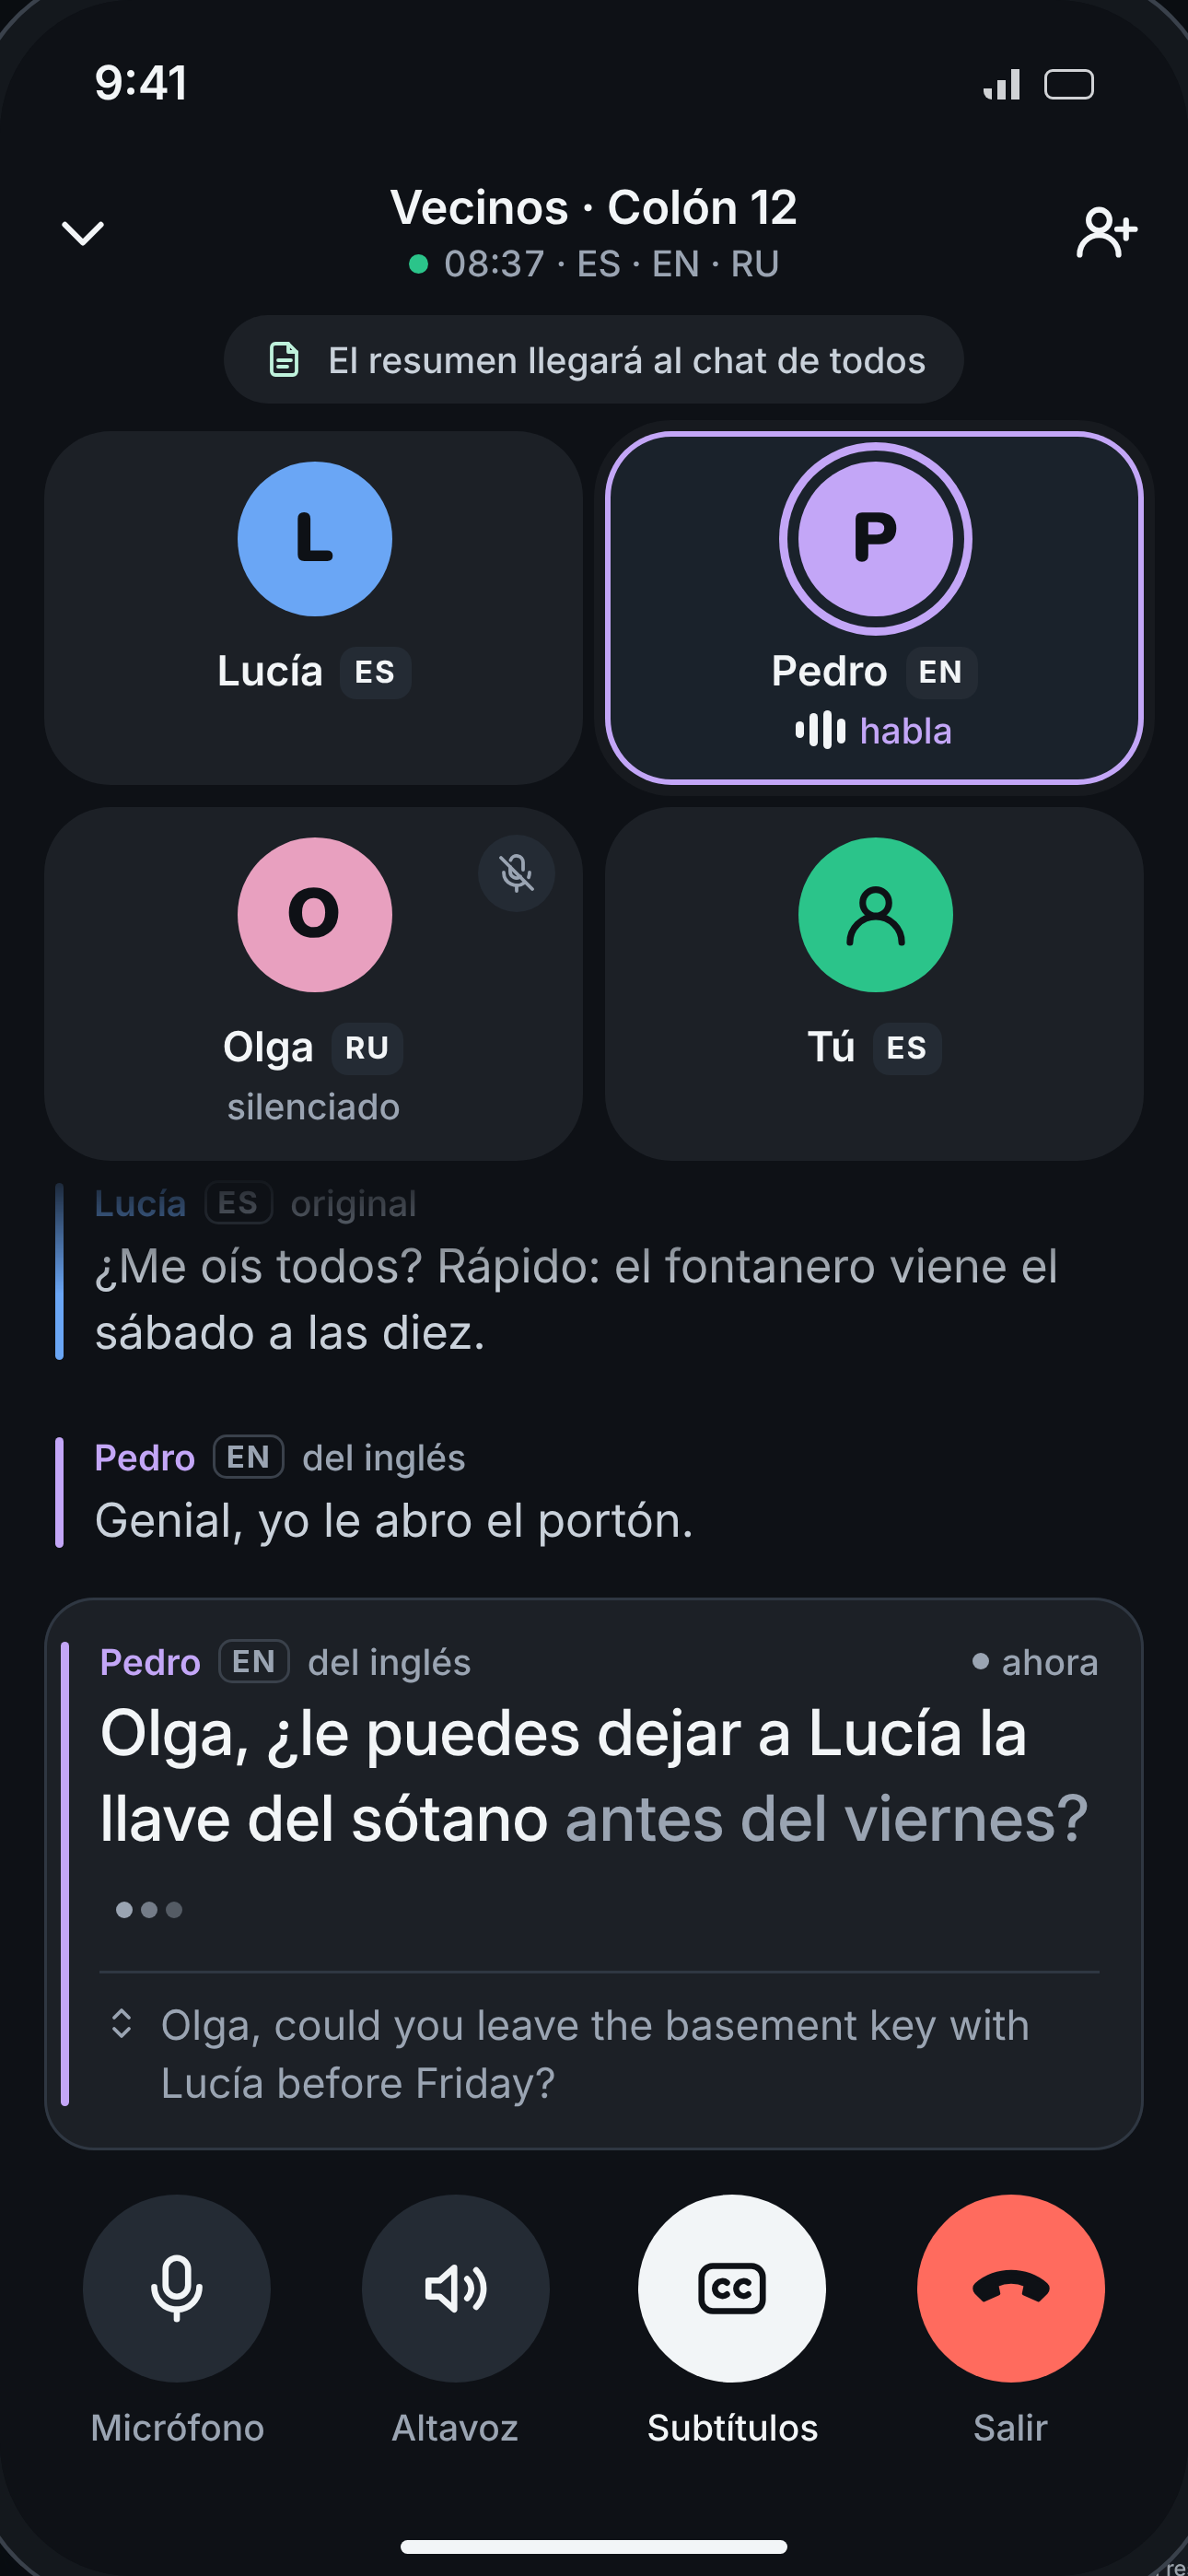 9:41
Vecinos · Colón 12
08:37 · ES · EN · RU
El resumen llegará al chat de todos
L
P
Lucía ES
Pedro EN
habla
O
Olga RU
silenciado
Tú ES
Lucía ES original
¿Me oís todos? Rápido: el fontanero viene el
sábado a las diez.
Pedro EN del inglés
Genial, yo le abro el portón.
Pedro EN del inglés
ahora
Olga, ¿le puedes dejar a Lucía la
llave del sótano antes del viernes?
Olga, could you leave the basement key with
Lucía before Friday?
CC
Micrófono
Altavoz
Subtítulos
Salir